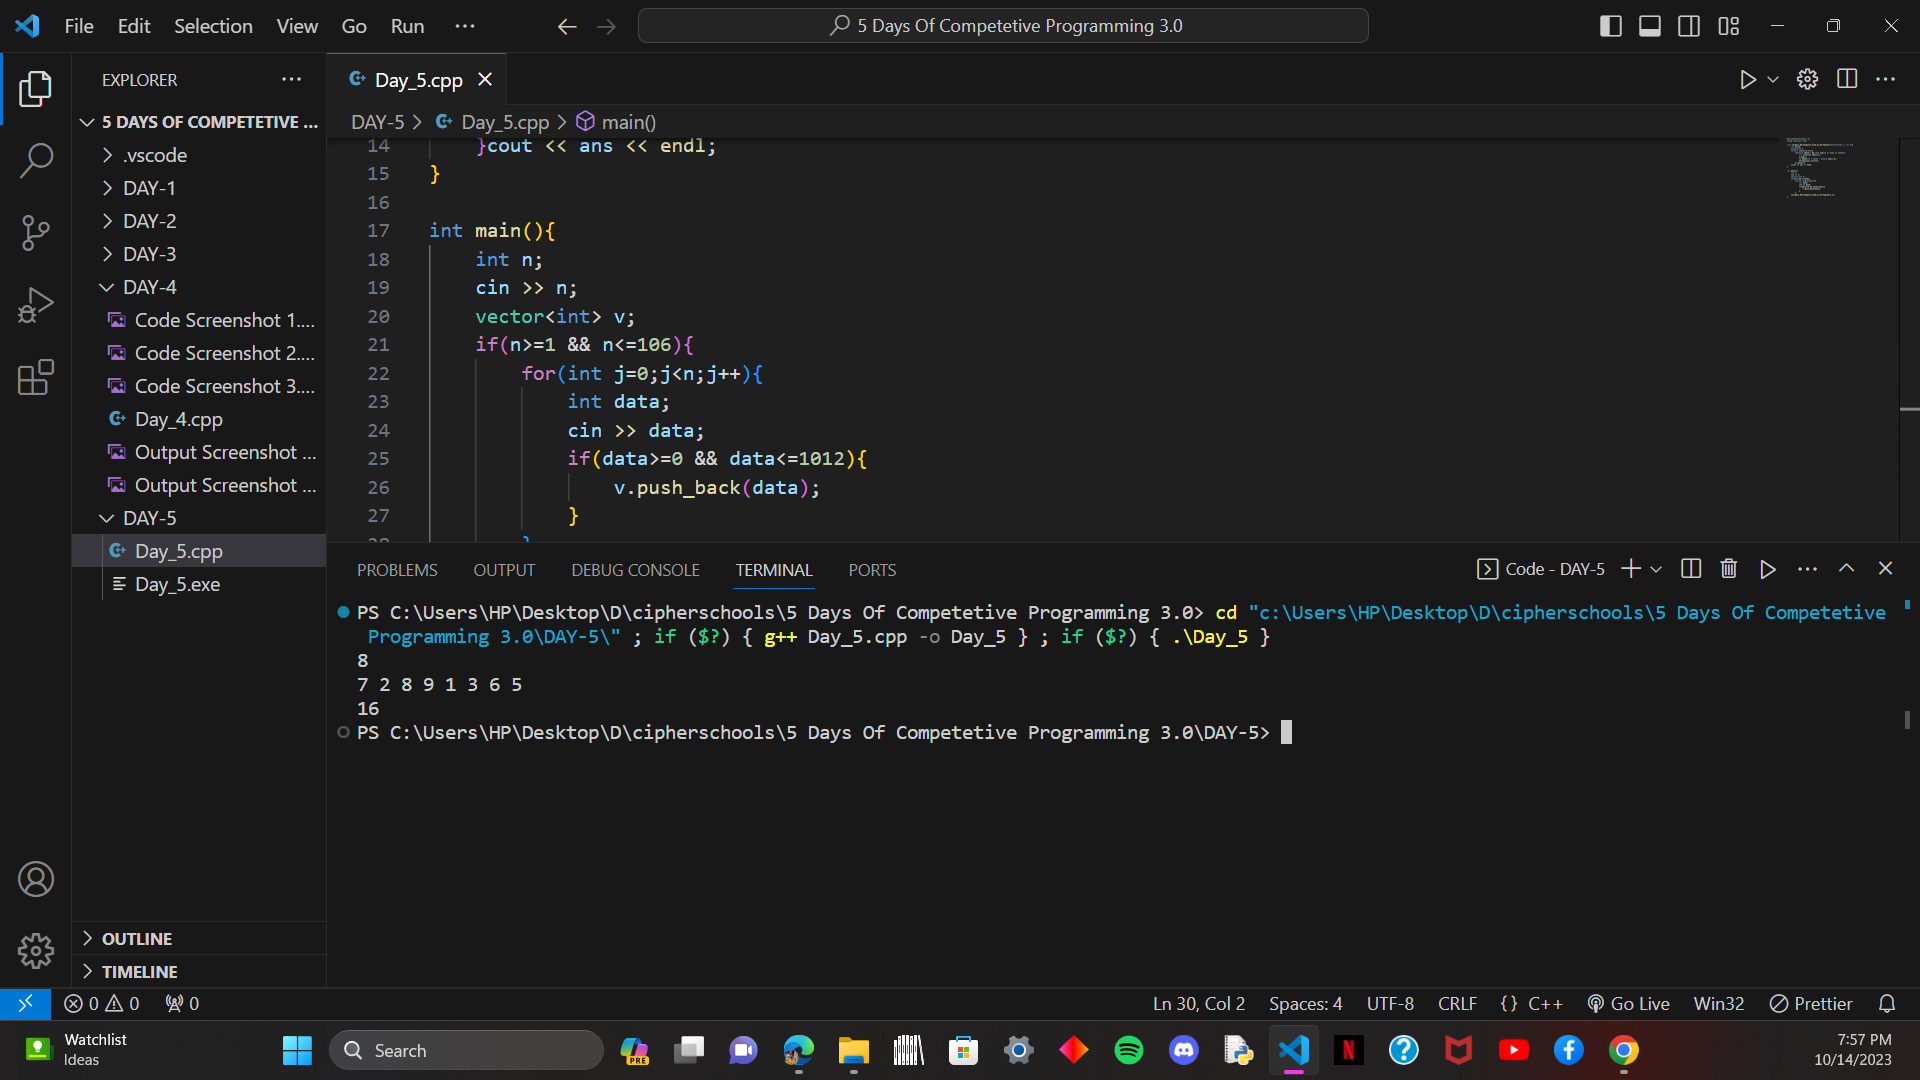 File Edit Selection View Go Run ···
5 Days Of Competetive Programming 3.0
EXPLORER
5 DAYS OF COMPETETIVE ...
.vscode
DAY-1
DAY-2
DAY-3
DAY-4
Code Screenshot 1....
Code Screenshot 2....
Code Screenshot 3....
Day_4.cpp
Output Screenshot ...
Output Screenshot ...
DAY-5
Day_5.cpp
Day_5.exe
OUTLINE
TIMELINE
Day_5.cpp
DAY-5 > Day_5.cpp > main()
14 }cout << ans << endl;
15 }
16
17 int main(){
18 int n;
19 cin >> n;
20 vector<int> v;
21 if(n>=1 && n<=106){
22 for(int j=0;j<n;j++){
23 int data;
24 cin >> data;
25 if(data>=0 && data<=1012){
26 v.push_back(data);
27 }
28 }
PROBLEMS OUTPUT DEBUG CONSOLE TERMINAL PORTS
Code - DAY-5
PS C:\Users\HP\Desktop\D\cipherschools\5 Days Of Competetive Programming 3.0> cd "c:\Users\HP\Desktop\D\cipherschools\5 Days Of Competetive
Programming 3.0\DAY-5\" ; if ($?) { g++ Day_5.cpp -o Day_5 } ; if ($?) { .\Day_5 }
8
7 2 8 9 1 3 6 5
16
PS C:\Users\HP\Desktop\D\cipherschools\5 Days Of Competetive Programming 3.0\DAY-5>
0 0 0
Ln 30, Col 2 Spaces: 4 UTF-8 CRLF {} C++ Go Live Win32 Prettier
Watchlist
Ideas
Search
PRE
N
7:57 PM
10/14/2023